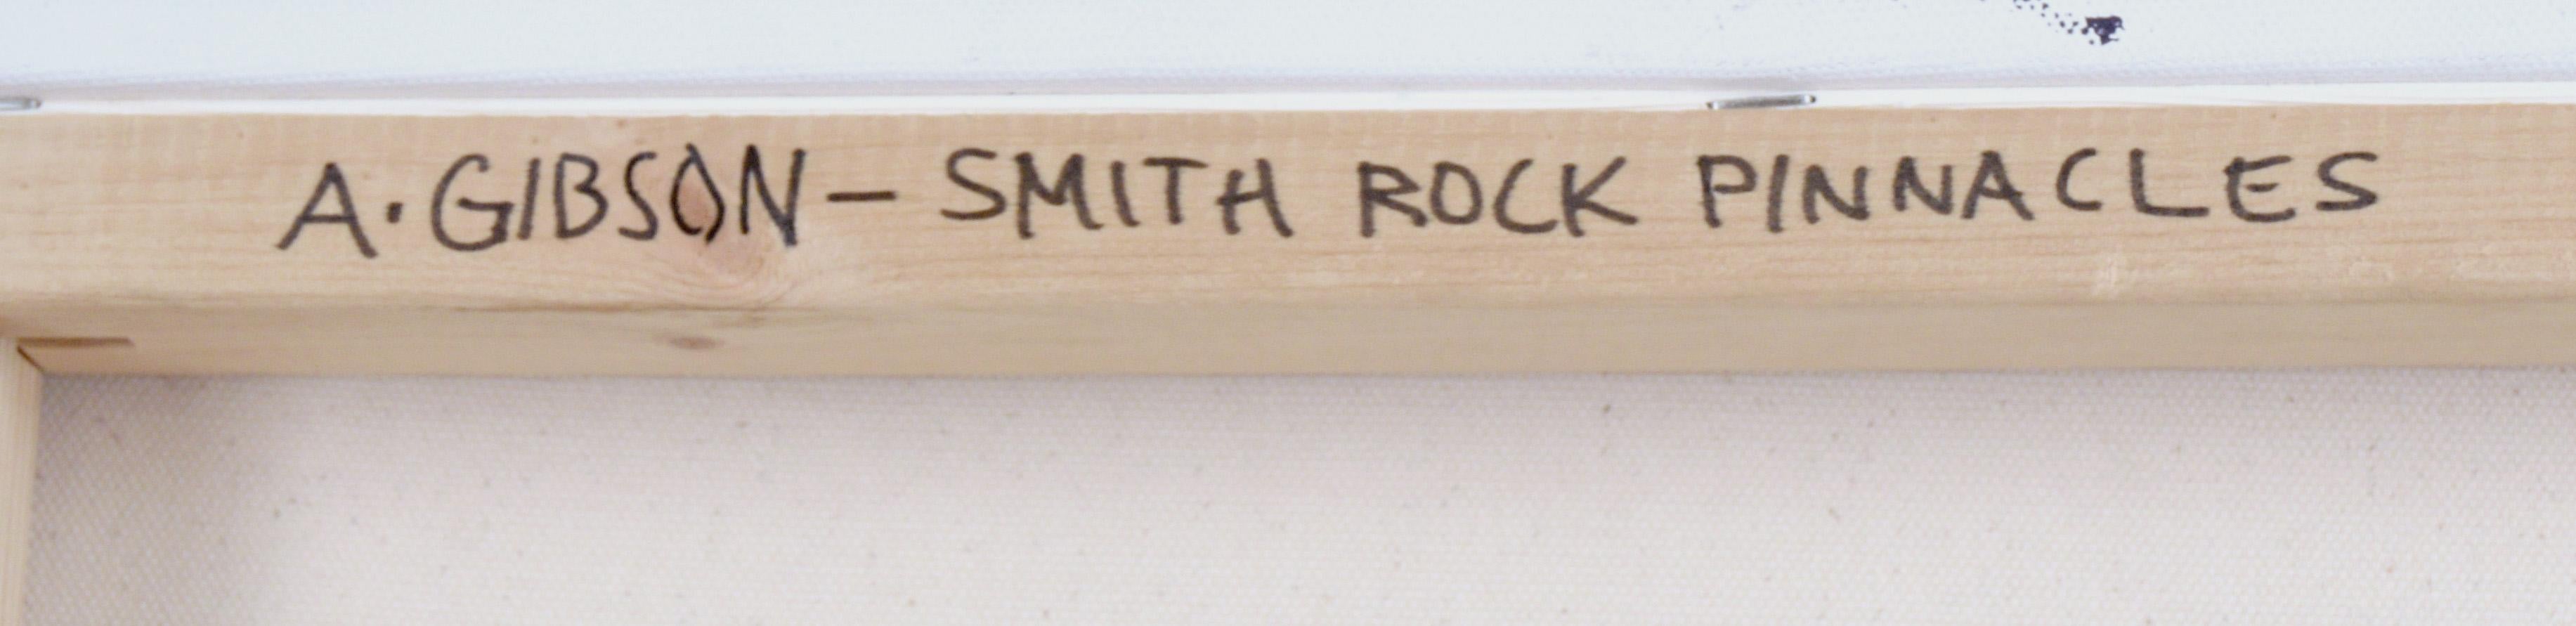 A. GIBSON - SMITH ROCK PINNACLES